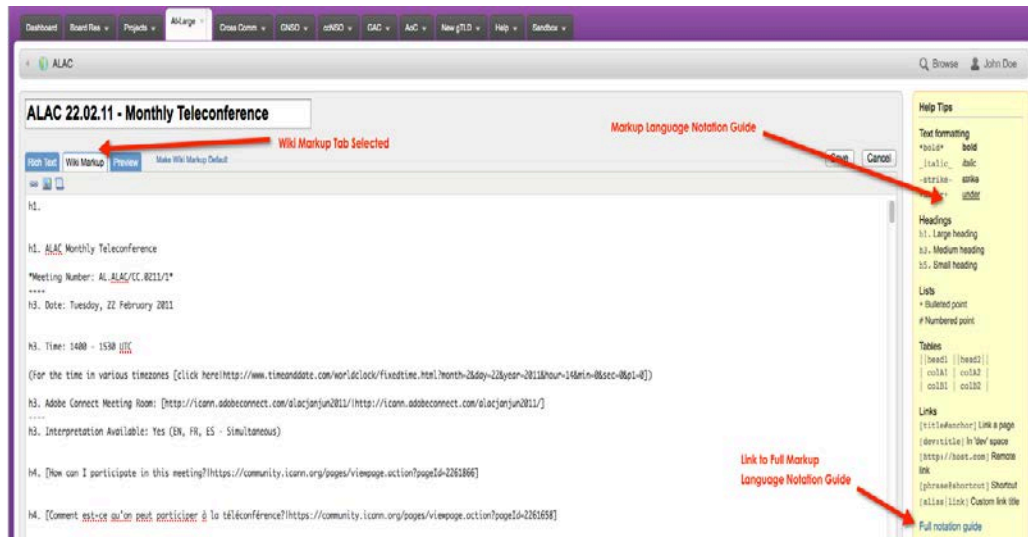 Dashboard Board Res Projects At-Large Cross Comm GNSO ccNSO GAC AoC New gTLD Help Sandbox
ALAC Browse John Doe
ALAC 22.02.11 - Monthly Teleconference
Wiki Markup Tab Selected
Markup Language Notation Guide
Rich Text Wiki Markup Preview Make Wiki Markup Default Save Cancel
h1.
h1. ALAC Monthly Teleconference
*Meeting Number: AL.ALAC/CC.0211/1*
----
h3. Date: Tuesday, 22 February 2011
h3. Time: 1400 - 1530 UTC
(For the time in various timezones [click here|http://www.timeanddate.com/worldclock/fixedtime.html?month=2&day=22&year=2011&hour=14&min=0&sec=0&p1=0])
h3. Adobe Connect Meeting Room: [http://icann.adobeconnect.com/alacjanjun2011/|http://icann.adobeconnect.com/alacjanjun2011/]
----
h3. Interpretation Available: Yes (EN, FR, ES - Simultaneous)
h4. [How can I participate in this meeting?|https://community.icann.org/pages/viewpage.action?pageId=2261866]
h4. [Comment est-ce qu'on peut participer à la téléconférence?|https://community.icann.org/pages/viewpage.action?pageId=2261658]
Link to Full Markup
Language Notation Guide
Help Tips
Text formatting
*bold* bold
_italic_ italic
-strike- strike
under
Headings
h1. Large heading
h3. Medium heading
h5. Small heading
Lists
* Bulleted point
# Numbered point
Tables
||head1 ||head2||
| colA1 | colA2 |
| colB1 | colB2 |
Links
[title#anchor] Link a page
[dev:title] In 'dev' space
[http://host.com] Remote
link
[phrase@shortcut] Shortcut
[alias|link] Custom link title
Full notation guide